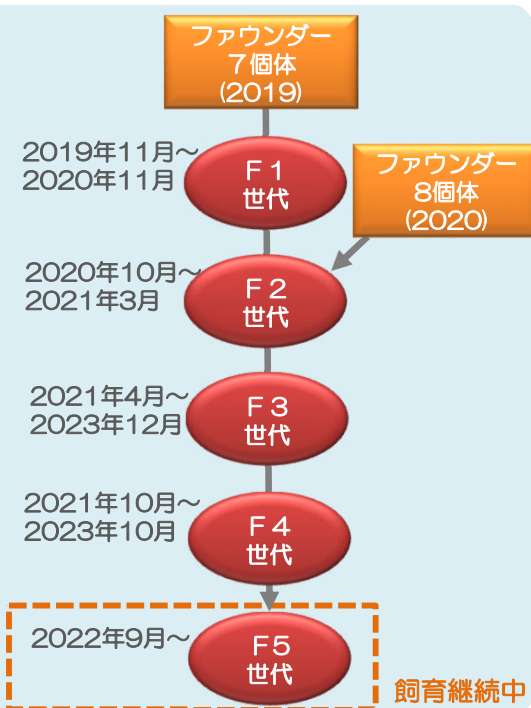 ファウンダー
7個体
(2019)
2019年11月～
2020年11月
F1
世代
ファウンダー
8個体
(2020)
2020年10月～
2021年3月
F2
世代
2021年4月～
2023年12月
F3
世代
2021年10月～
2023年10月
F4
世代
2022年9月～
F5
世代
飼育継続中